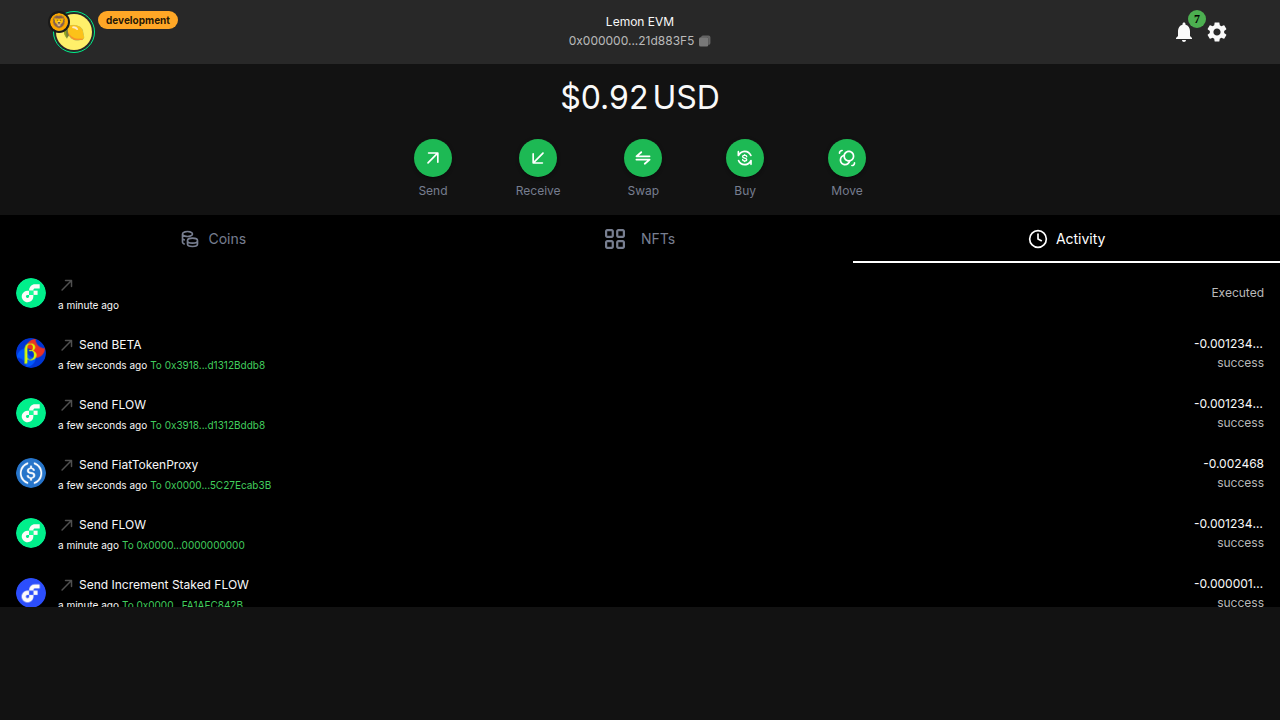 development
Lemon EVM
0x000000...21d883F5
7
$0.92 USD
Send
Receive
Swap
Buy
Move
Coins
NFTs
Activity
a minute ago
Executed
Send BETA
-0.001234...
a few seconds ago To 0x3918...d1312Bddb8
success
Send FLOW
-0.001234...
a few seconds ago To 0x3918...d1312Bddb8
success
Send FiatTokenProxy
-0.002468
a few seconds ago To 0x0000...5C27Ecab3B
success
Send FLOW
-0.001234...
a minute ago To 0x0000...0000000000
success
Send Increment Staked FLOW
-0.000001...
a minute ago To 0x0000...FA1AFC842B
success